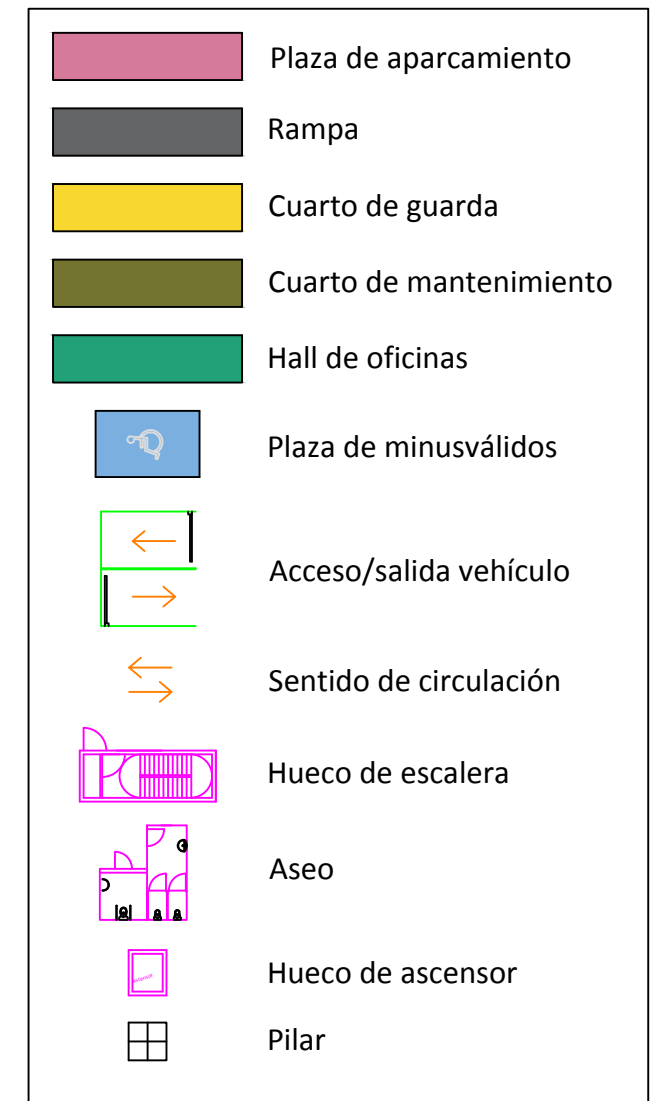 Plaza de aparcamiento
Rampa
Cuarto de guarda
Cuarto de mantenimiento
Hall de oficinas
Plaza de minusválidos
Acceso/salida vehículo
Sentido de circulación
Hueco de escalera
Aseo
ascensor
Hueco de ascensor
Pilar